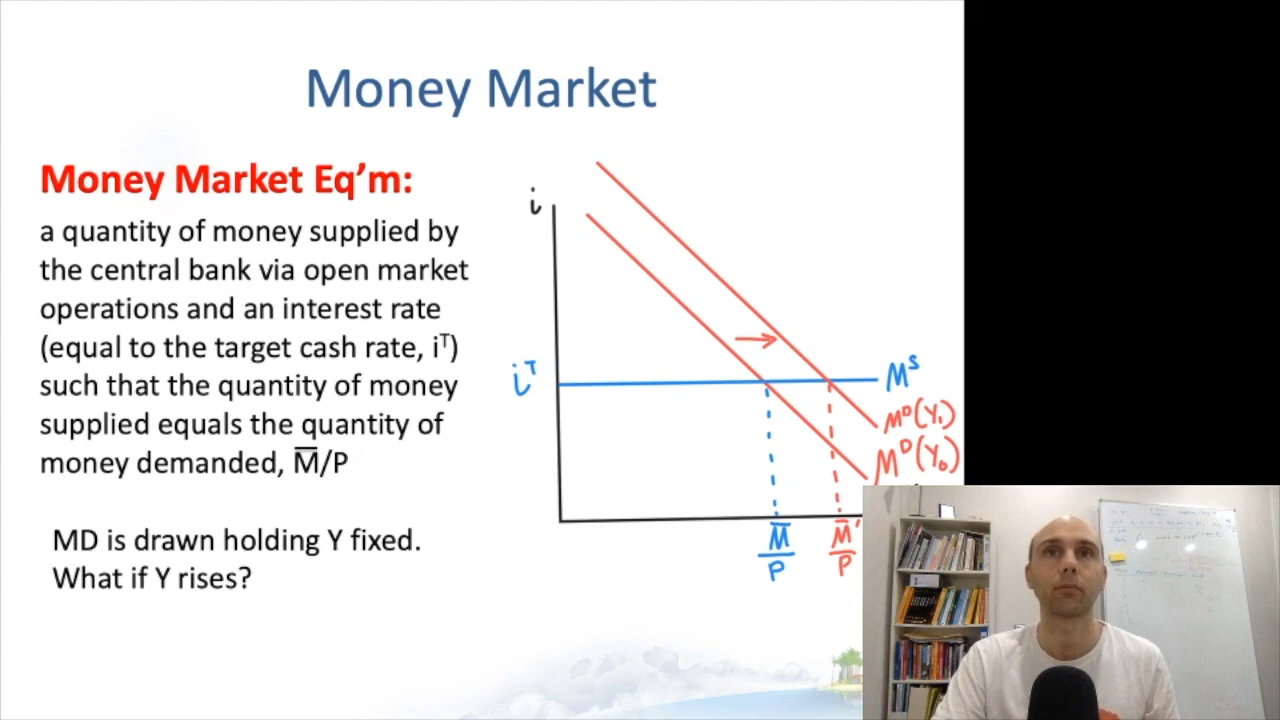 Money Market
Money Market Eq’m:
a quantity of money supplied by
the central bank via open market
operations and an interest rate
(equal to the target cash rate, iᵀ)
such that the quantity of money
supplied equals the quantity of
money demanded, M̅/P
MD is drawn holding Y fixed.
What if Y rises?
i
iᵀ
Mˢ
Mᴰ(Y₁)
Mᴰ(Y₀)
M̅/P
M̅'/P